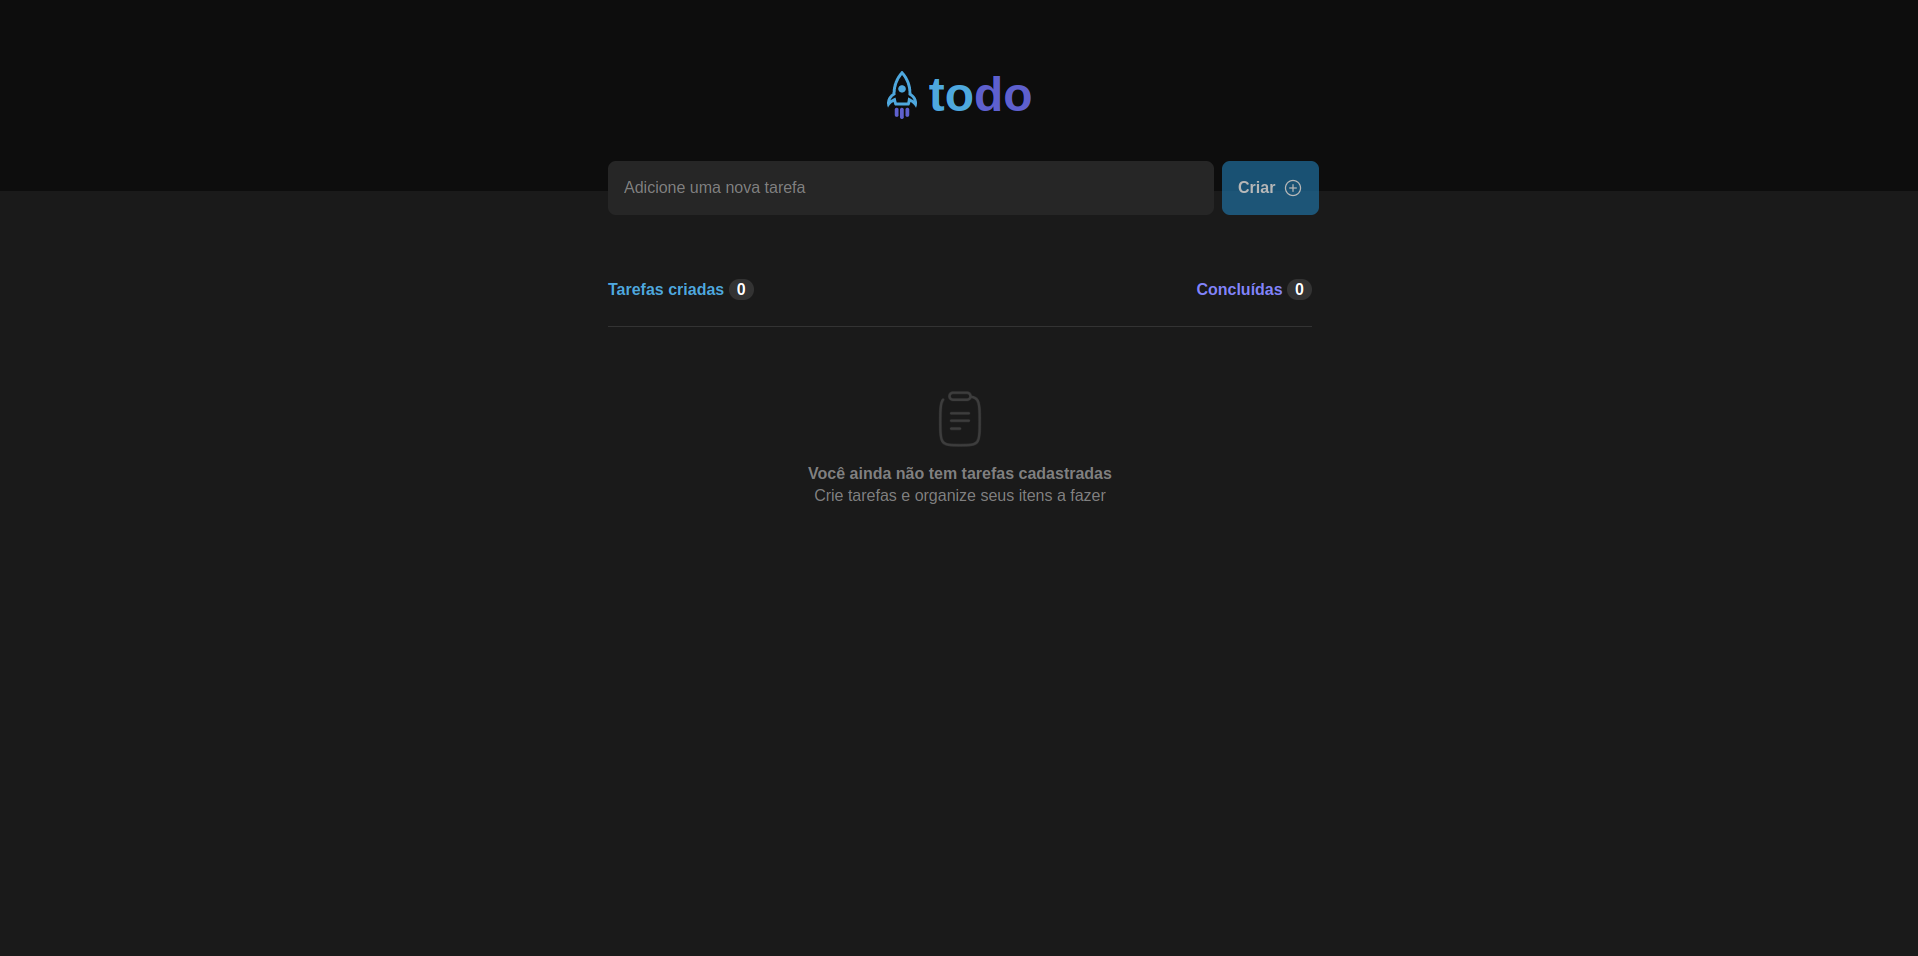 todo
Adicione uma nova tarefa
Criar
Tarefas criadas 0
Concluídas 0
Você ainda não tem tarefas cadastradas
Crie tarefas e organize seus itens a fazer